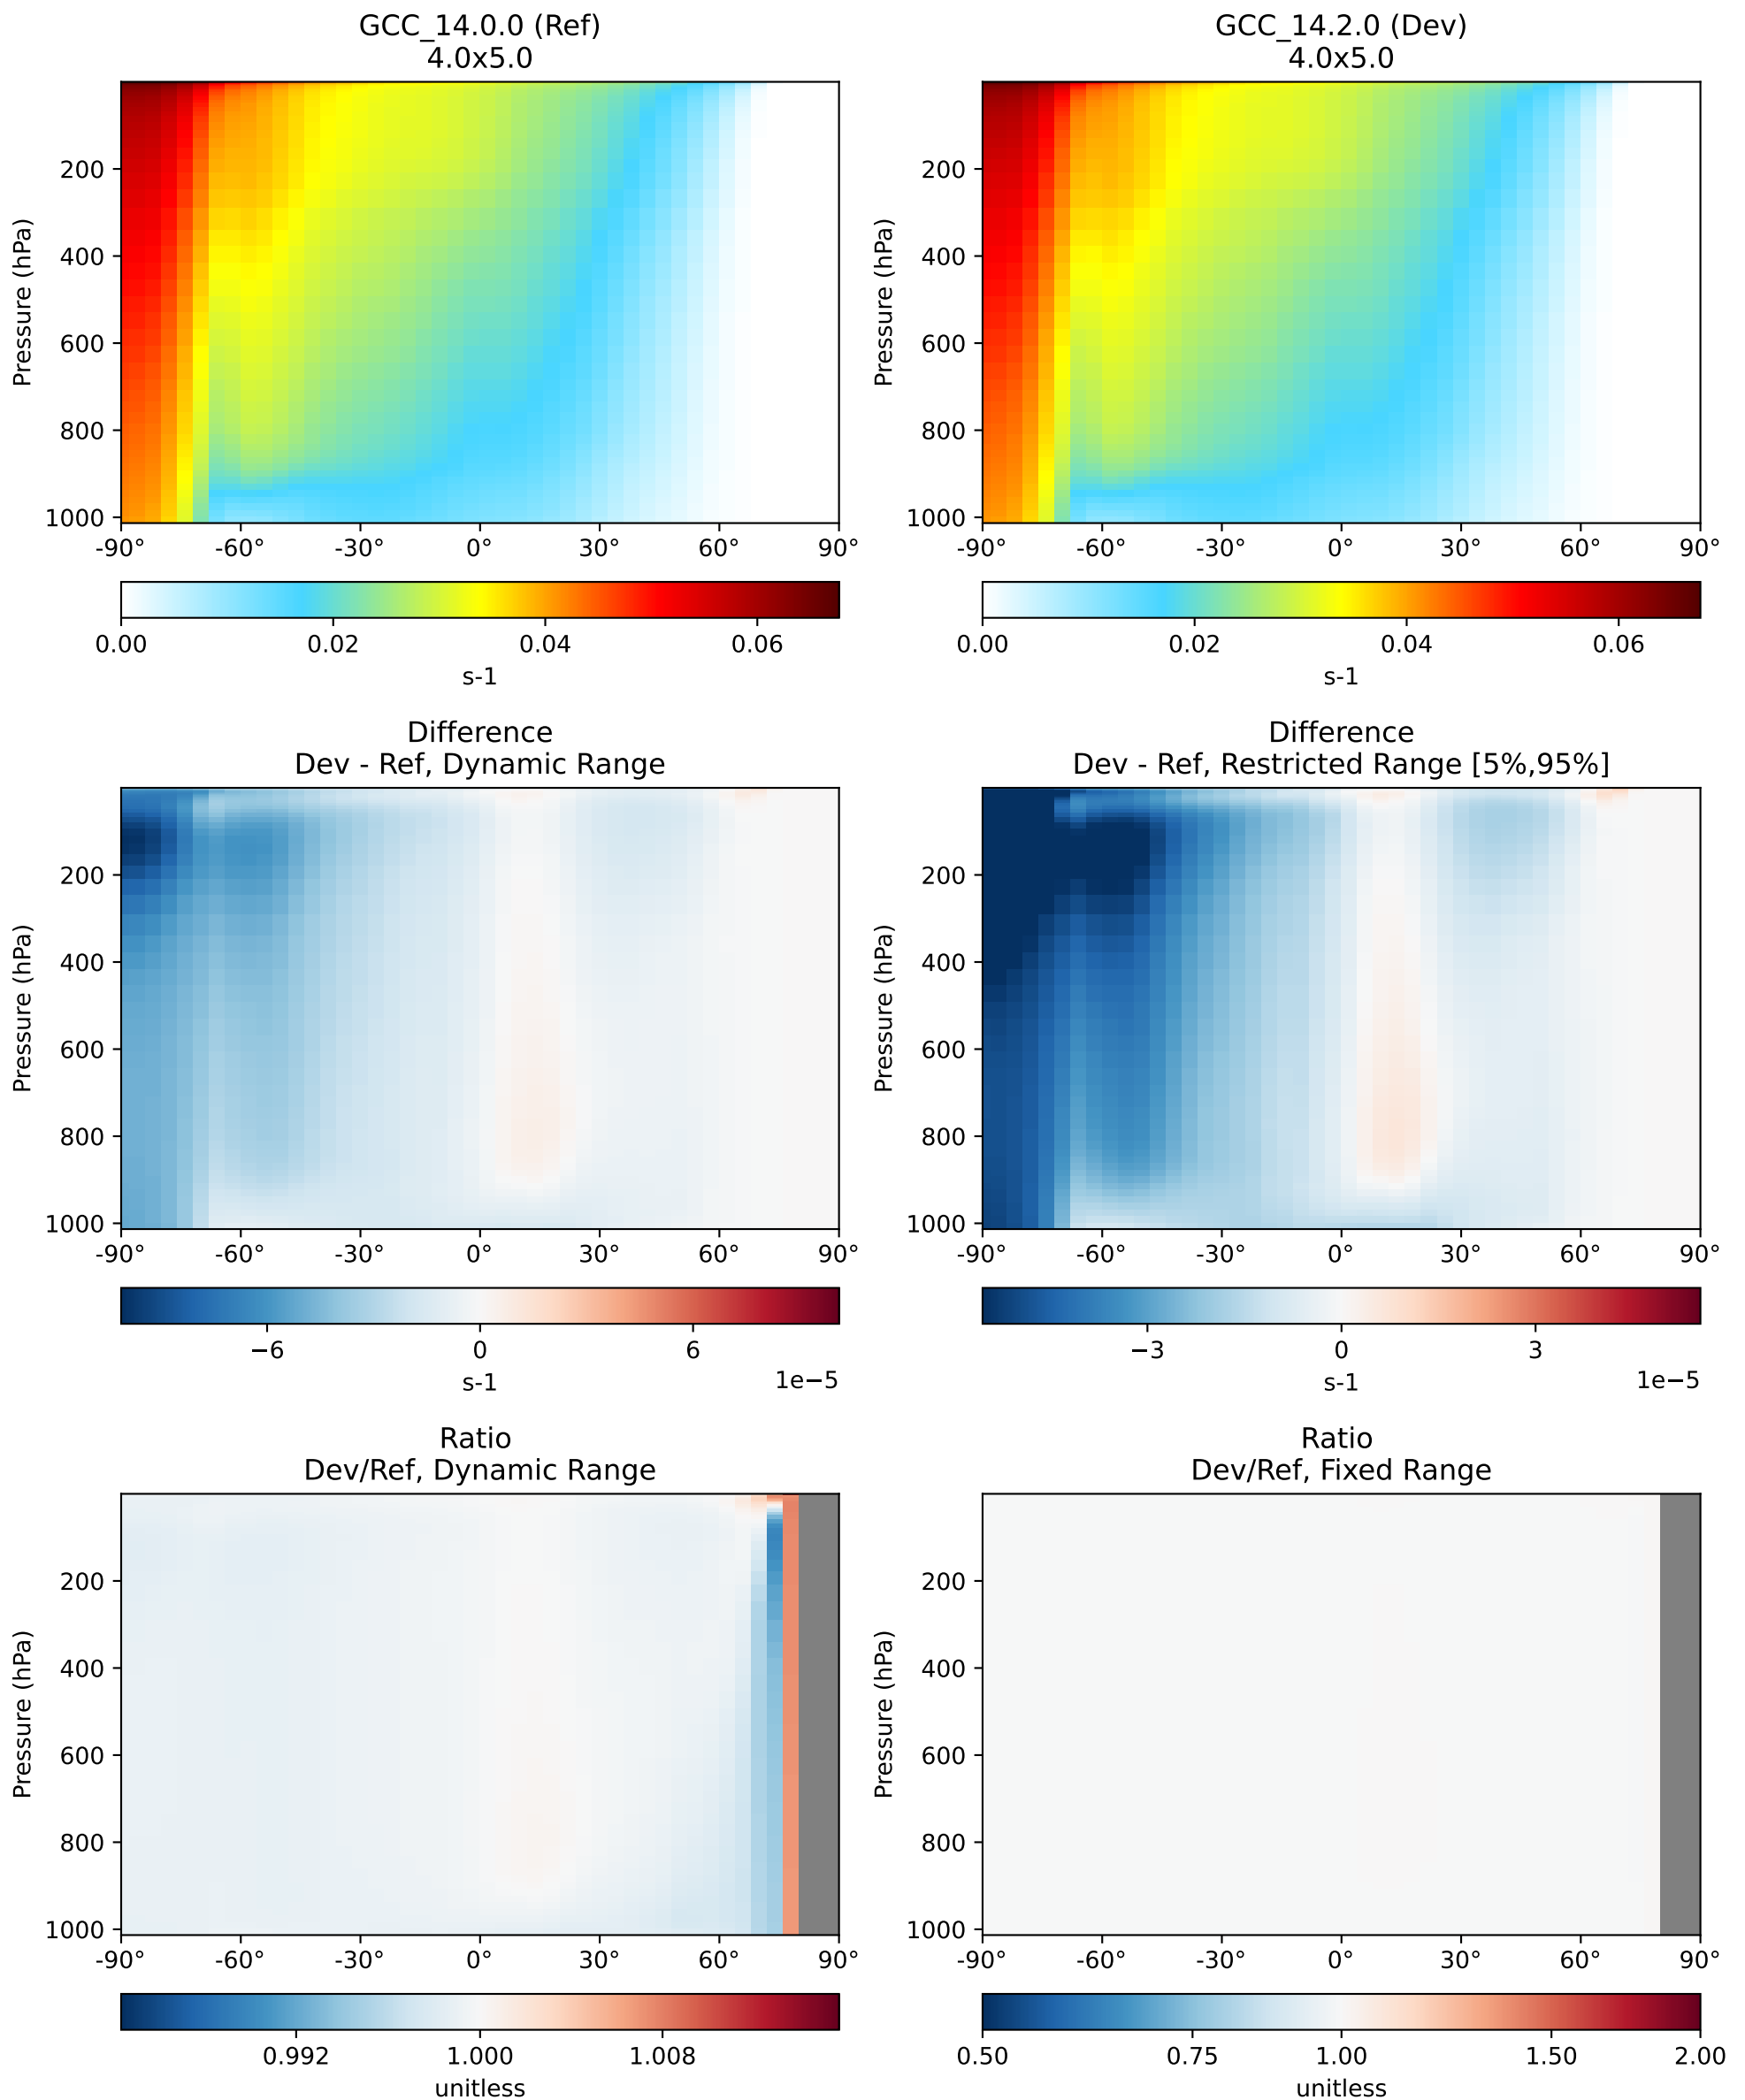 GCC_14.0.0 (Ref)
4.0x5.0
GCC_14.2.0 (Dev)
4.0x5.0
Pressure (hPa)
200
400
600
800
1000
-90° -60° -30° 0° 30° 60° 90°
0.00 0.02 0.04 0.06
s-1
Pressure (hPa)
200
400
600
800
1000
-90° -60° -30° 0° 30° 60° 90°
0.00 0.02 0.04 0.06
s-1
Difference
Dev - Ref, Dynamic Range
Pressure (hPa)
200
400
600
800
1000
-90° -60° -30° 0° 30° 60° 90°
−6 0 6
s-1 1e−5
Difference
Dev - Ref, Restricted Range [5%,95%]
Pressure (hPa)
200
400
600
800
1000
-90° -60° -30° 0° 30° 60° 90°
−3 0 3
s-1 1e−5
Ratio
Dev/Ref, Dynamic Range
Pressure (hPa)
200
400
600
800
1000
-90° -60° -30° 0° 30° 60° 90°
0.992 1.000 1.008
unitless
Ratio
Dev/Ref, Fixed Range
Pressure (hPa)
200
400
600
800
1000
-90° -60° -30° 0° 30° 60° 90°
0.50 0.75 1.00 1.50 2.00
unitless